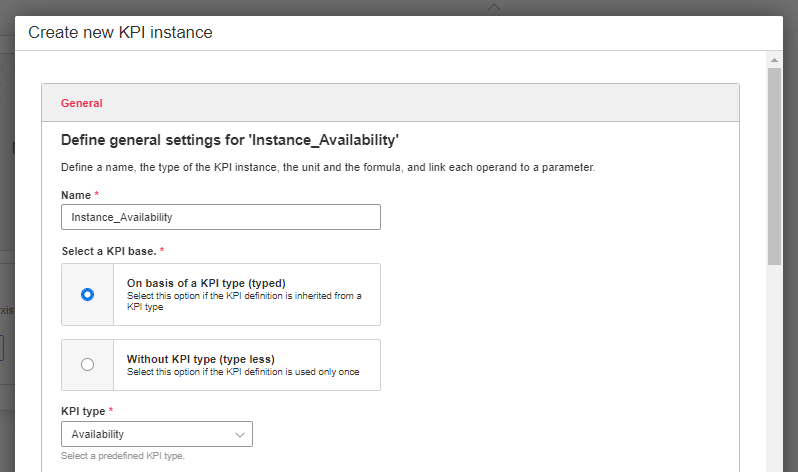 Create new KPI instance
General
Define general settings for 'Instance_Availability'
Define a name, the type of the KPI instance, the unit and the formula, and link each operand to a parameter.
Name *
Instance_Availability
Select a KPI base. *
On basis of a KPI type (typed)
Select this option if the KPI definition is inherited from a
KPI type
Without KPI type (type less)
Select this option if the KPI definition is used only once
KPI type *
Availability
Select a predefined KPI type.